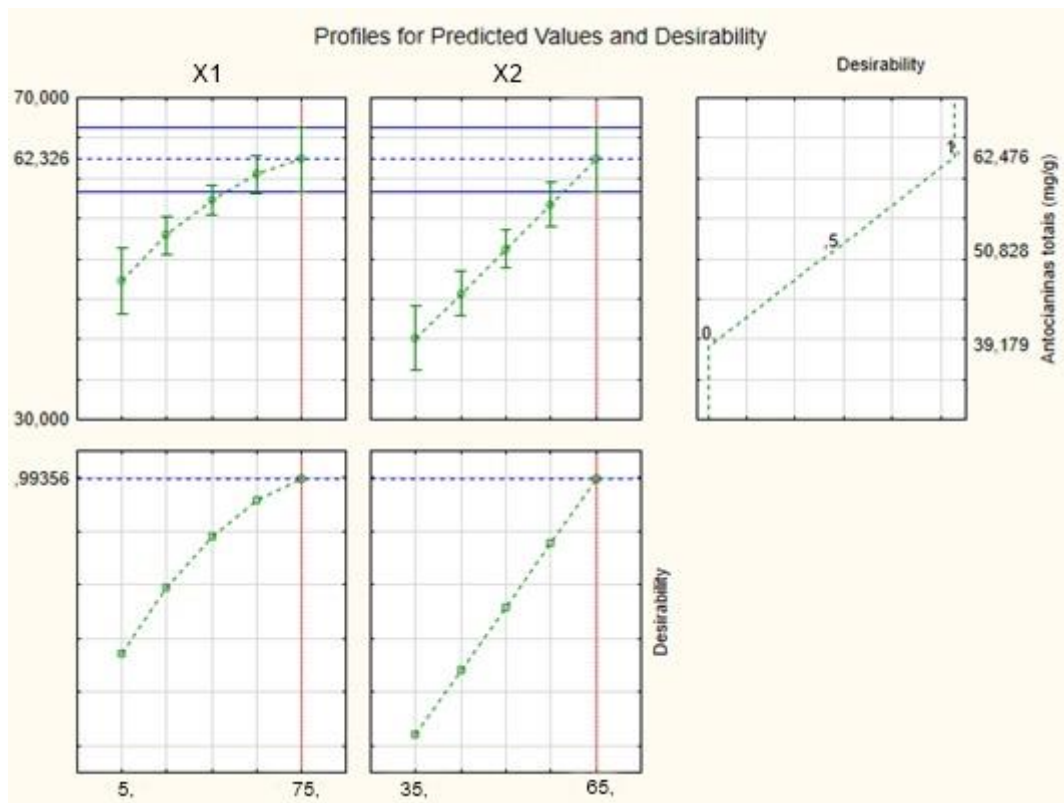 Profiles for Predicted Values and Desirability
X1
X2
Desirability
70,000
62,326
30,000
1,
,5
0,
62,476
50,828
39,179
Antocianinas totais (mg/g)
,99356
Desirability
5,
75,
35,
65,